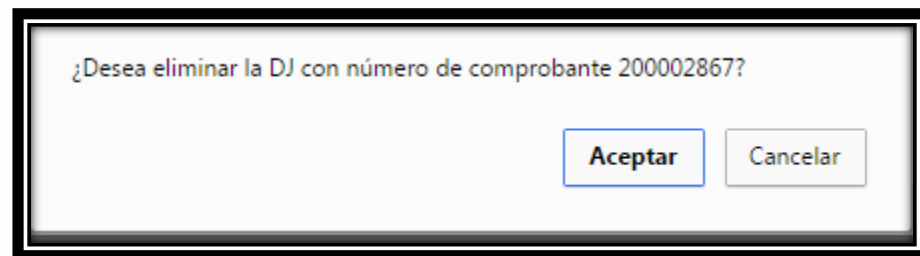 ¿Desea eliminar la DJ con número de comprobante 200002867?
Aceptar Cancelar